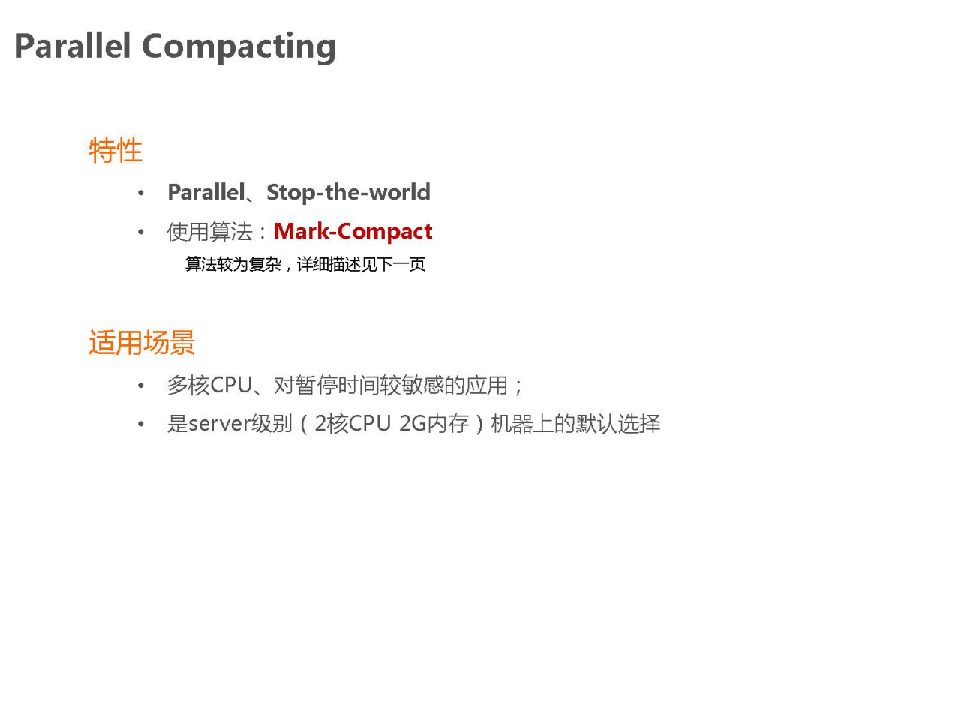 Parallel Compacting
特性
• Parallel、Stop-the-world
• 使用算法：Mark-Compact
算法较为复杂，详细描述见下一页
适用场景
• 多核CPU、对暂停时间较敏感的应用；
• 是server级别（2核CPU 2G内存）机器上的默认选择